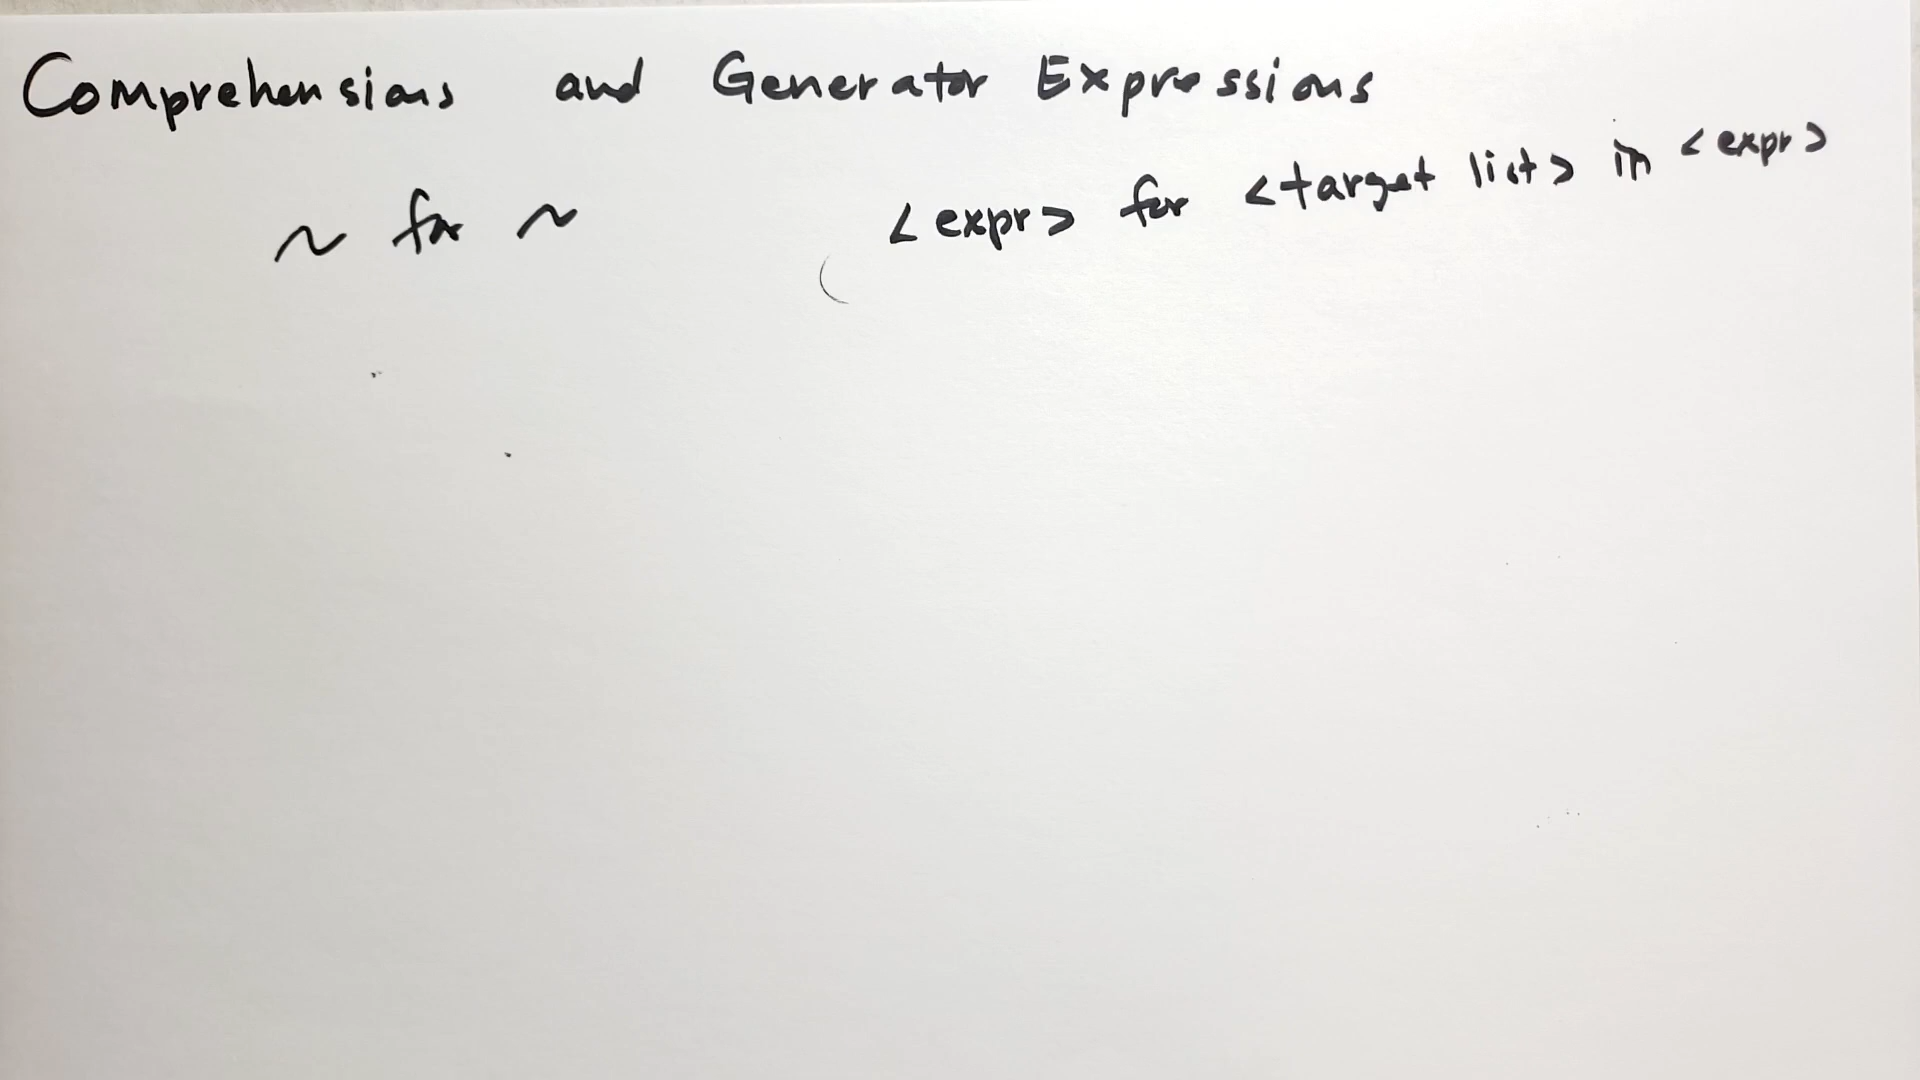 Comprehensions and Generator Expressions
~ for ~ <expr> for <target list> in <expr>
(